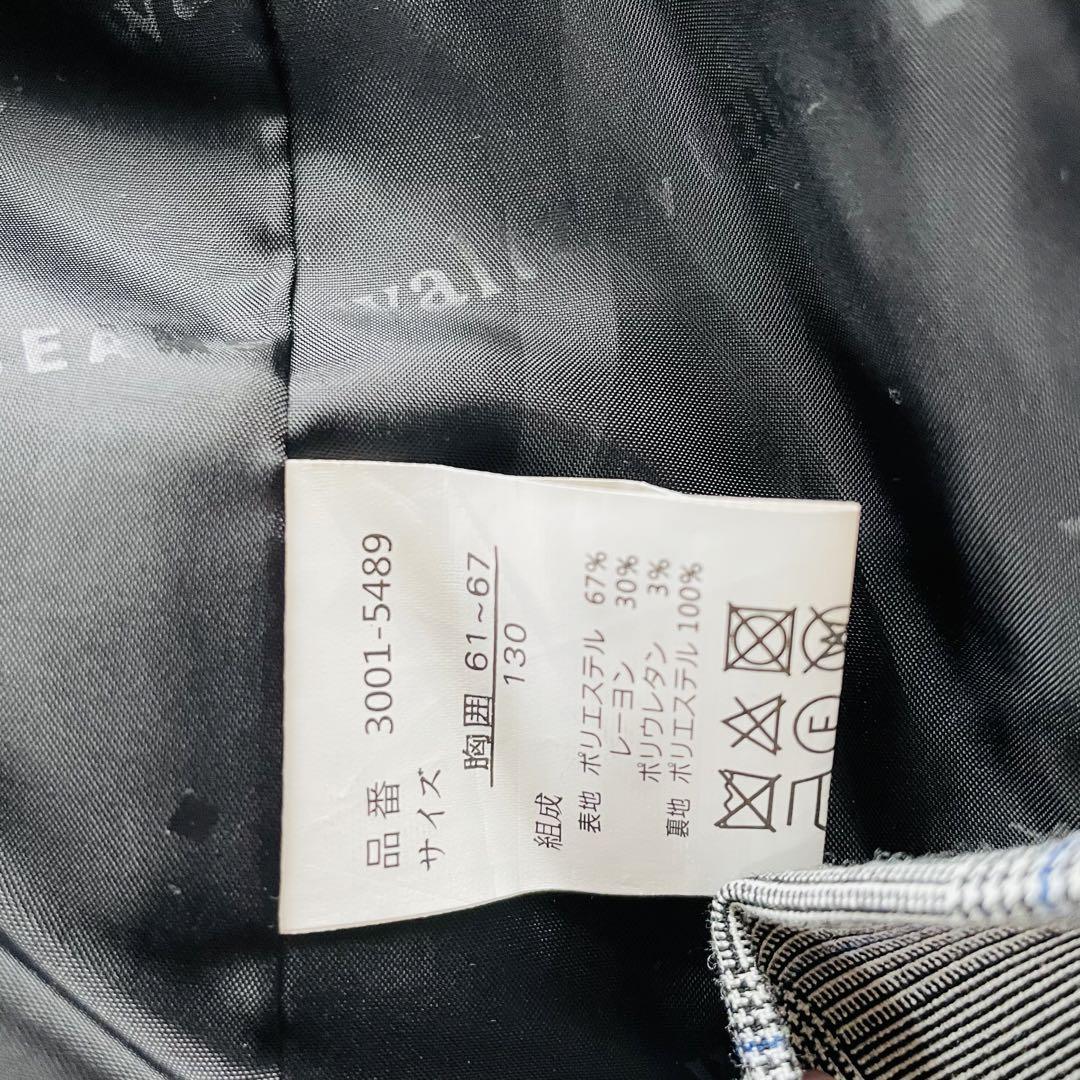 品番 3001-5489
サイズ
胸囲 61~67
130
組成
表地 ポリエステル 67%
レーヨン 30%
ポリウレタン 3%
裏地 ポリエステル 100%
F
W
EA
val